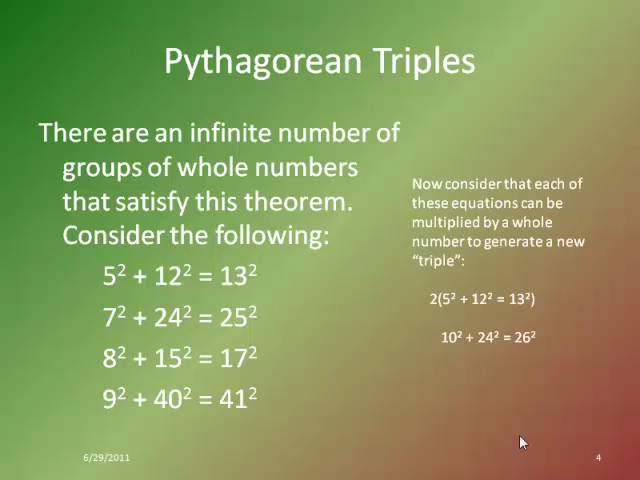 Pythagorean Triples
There are an infinite number of
groups of whole numbers
that satisfy this theorem.
Consider the following:
5² + 12² = 13²
7² + 24² = 25²
8² + 15² = 17²
9² + 40² = 41²
Now consider that each of
these equations can be
multiplied by a whole
number to generate a new
“triple”:
2(5² + 12² = 13²)
10² + 24² = 26²
6/29/2011
4